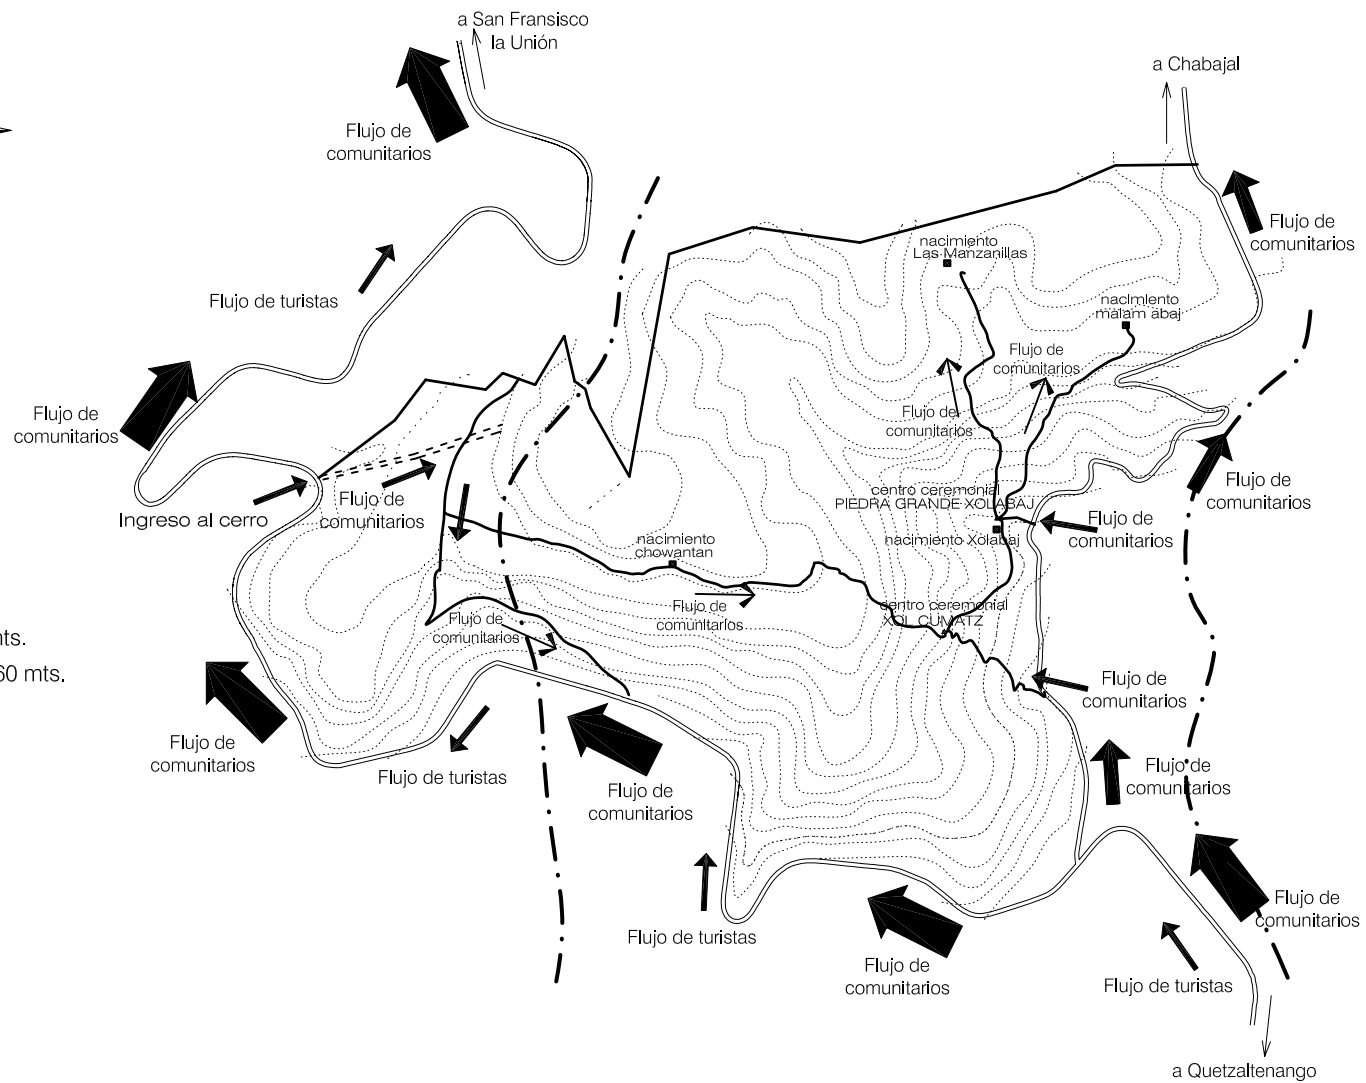 a San Fransisco
la Unión
a Chabajal
Flujo de
comunitarios
Flujo de
comunitarios
nacimiento
Las Manzanillas
Flujo de turistas
nacimiento
malam abaj
Flujo de
comunitarios
Flujo de
comunitarios
Flujo de
comunitarios
Flujo de
comunitarios
Flujo de
comunitarios
centro ceremonial
PIEDRA GRANDE XOLABAJ
Ingreso al cerro
Flujo de
comunitarios
nacimiento Xolabaj
nacimiento
chowantan
Flujo de
comunitarios
Flujo de
comunitarios
centro ceremonial
XOL CUMATZ
mts.
60 mts.
Flujo de
comunitarios
Flujo de
comunitarios
Flujo de turistas
Flujo de
comunitarios
Flujo de
comunitarios
Flujo de
comunitarios
Flujo de turistas
Flujo de
comunitarios
Flujo de turistas
a Quetzaltenango